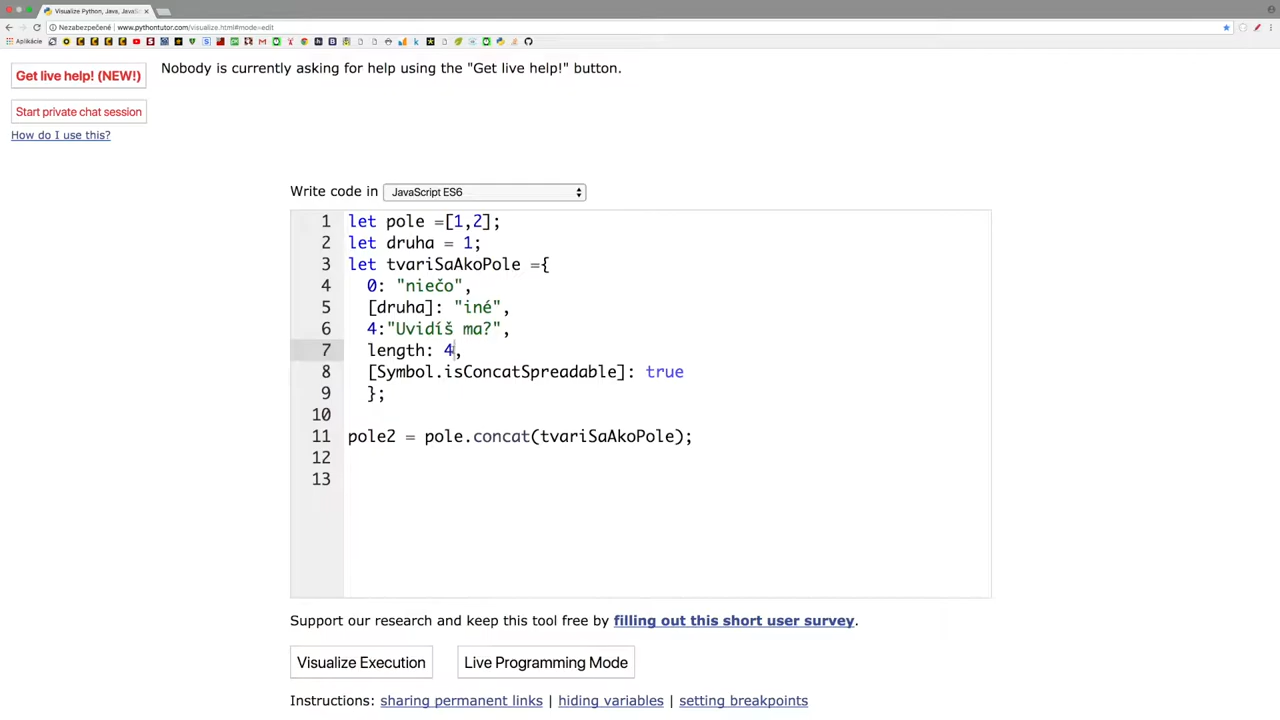 Visualize Python, Java, JavaSc
Nezabezpečené | www.pythontutor.com/visualize.html#mode=edit
Aplikácie
Get live help! (NEW!)
Nobody is currently asking for help using the "Get live help!" button.
Start private chat session
How do I use this?
Write code in JavaScript ES6
1 let pole =[1,2];
2 let druha = 1;
3 let tvariSaAkoPole ={
4 0: "niečo",
5 [druha]: "iné",
6 4:"Uvidíš ma?",
7 length: 4,
8 [Symbol.isConcatSpreadable]: true
9 };
10
11 pole2 = pole.concat(tvariSaAkoPole);
12
13
Support our research and keep this tool free by filling out this short user survey.
Visualize Execution Live Programming Mode
Instructions: sharing permanent links | hiding variables | setting breakpoints